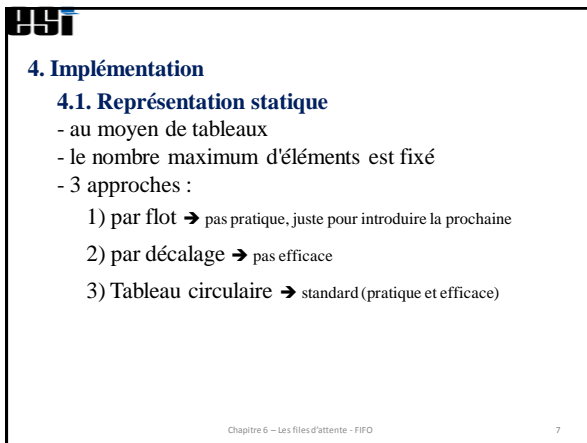 esi
4. Implémentation
4.1. Représentation statique
- au moyen de tableaux
- le nombre maximum d'éléments est fixé
- 3 approches :
1) par flot ➔ pas pratique, juste pour introduire la prochaine
2) par décalage ➔ pas efficace
3) Tableau circulaire ➔ standard (pratique et efficace)
Chapitre 6 – Les files d'attente - FIFO 7